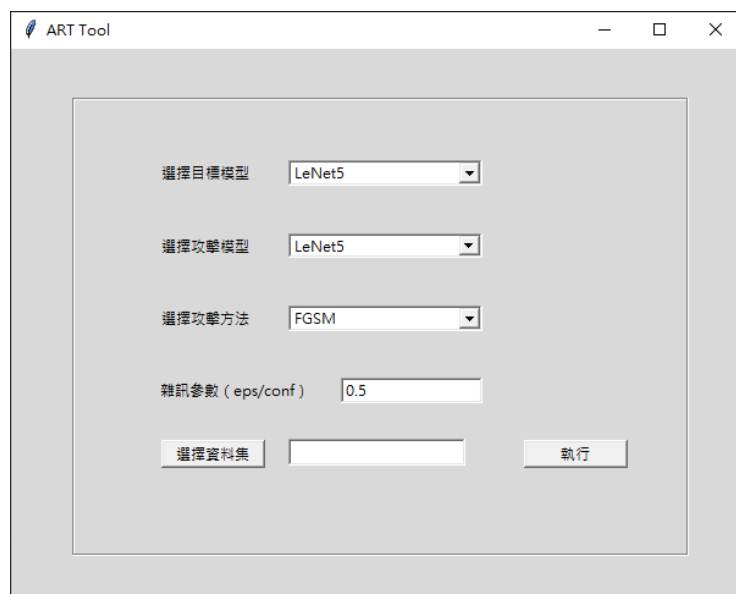 ART Tool
選擇目標模型 LeNet5
選擇攻擊模型 LeNet5
選擇攻擊方法 FGSM
雜訊參數 ( eps/conf ) 0.5
選擇資料集 執行